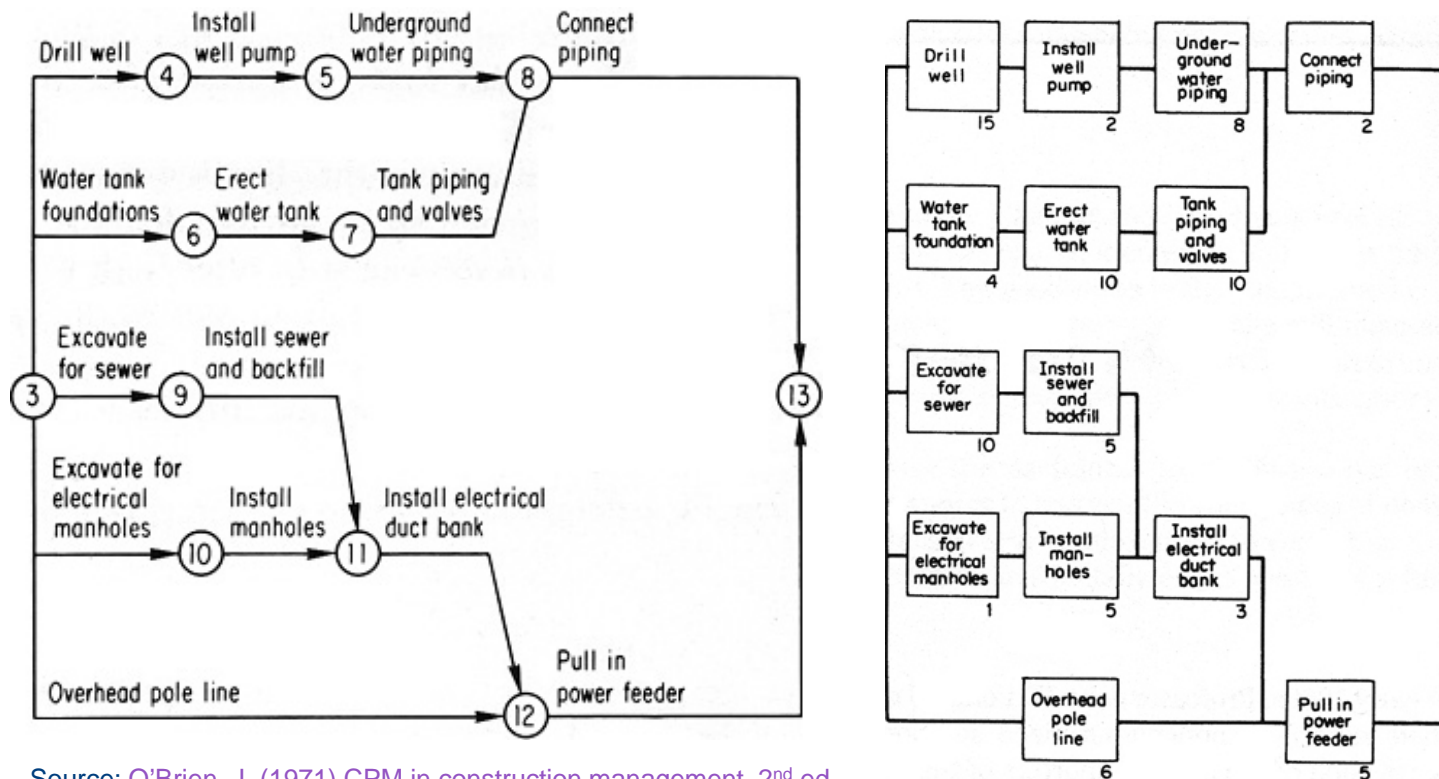 Drill well
Install
well pump
Underground
water piping
Connect
piping
4
5
8
Water tank
foundations
Erect
water tank
Tank piping
and valves
6
7
Excavate
for sewer
Install sewer
and backfill
3
9
13
Excavate for
electrical
manholes
Install
manholes
Install electrical
duct bank
10
11
Overhead pole line
Pull in
power feeder
12
Source: O'Brien, J. (1971) CPM in construction management, 2nd ed.
Drill
well
15
Install
well
pump
2
Under-
ground
water
piping
8
Connect
piping
2
Water
tank
foundation
4
Erect
water
tank
10
Tank
piping
and
valves
10
Excavate
for
sewer
10
Install
sewer
and
backfill
5
Excavate
for
electrical
manholes
1
Install
man-
holes
5
Install
electrical
duct
bank
3
Overhead
pole
line
6
Pull in
power
feeder
5